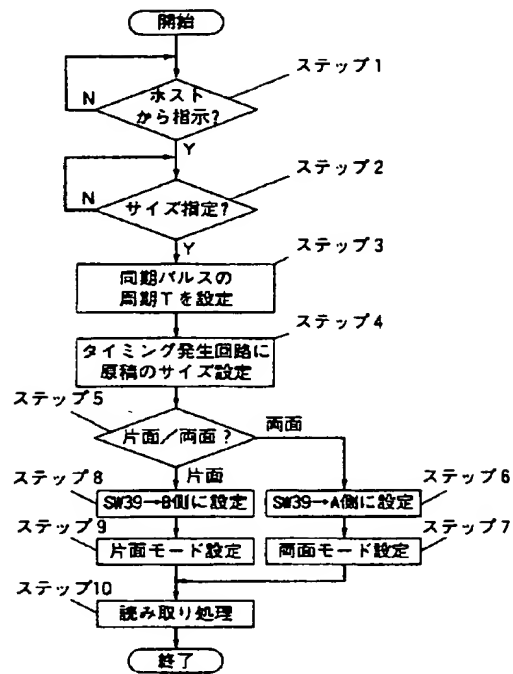 開始
ステップ1
ホスト
から指示?
N
Y
ステップ2
サイズ指定?
N
Y
ステップ3
同期パルスの
周期Tを設定
ステップ4
タイミング発生回路に
原稿のサイズ設定
ステップ5
片面/両面?
両面
片面
ステップ8
SW39→B側に設定
ステップ6
SW39→A側に設定
ステップ9
片面モード設定
ステップ7
両面モード設定
ステップ10
読み取り処理
終了